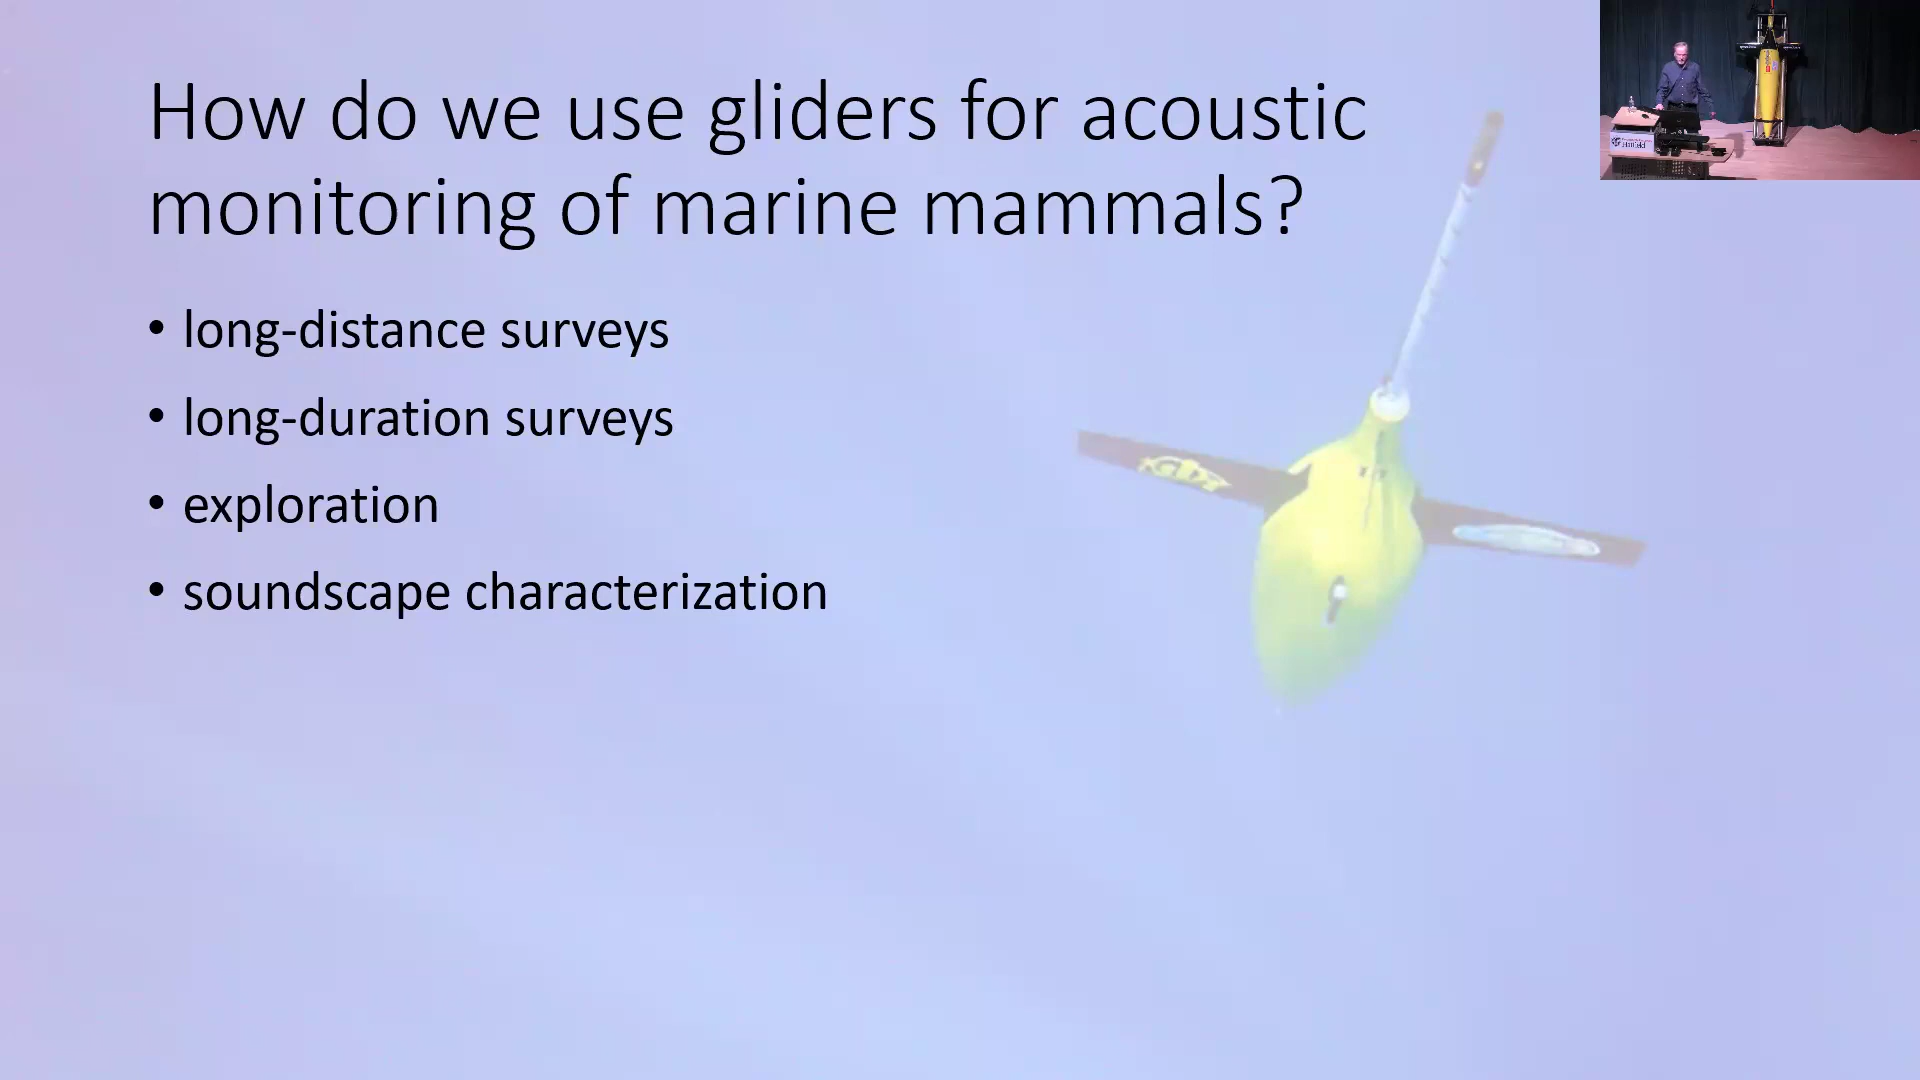 How do we use gliders for acoustic
monitoring of marine mammals?
• long-distance surveys
• long-duration surveys
• exploration
• soundscape characterization
Hatfield